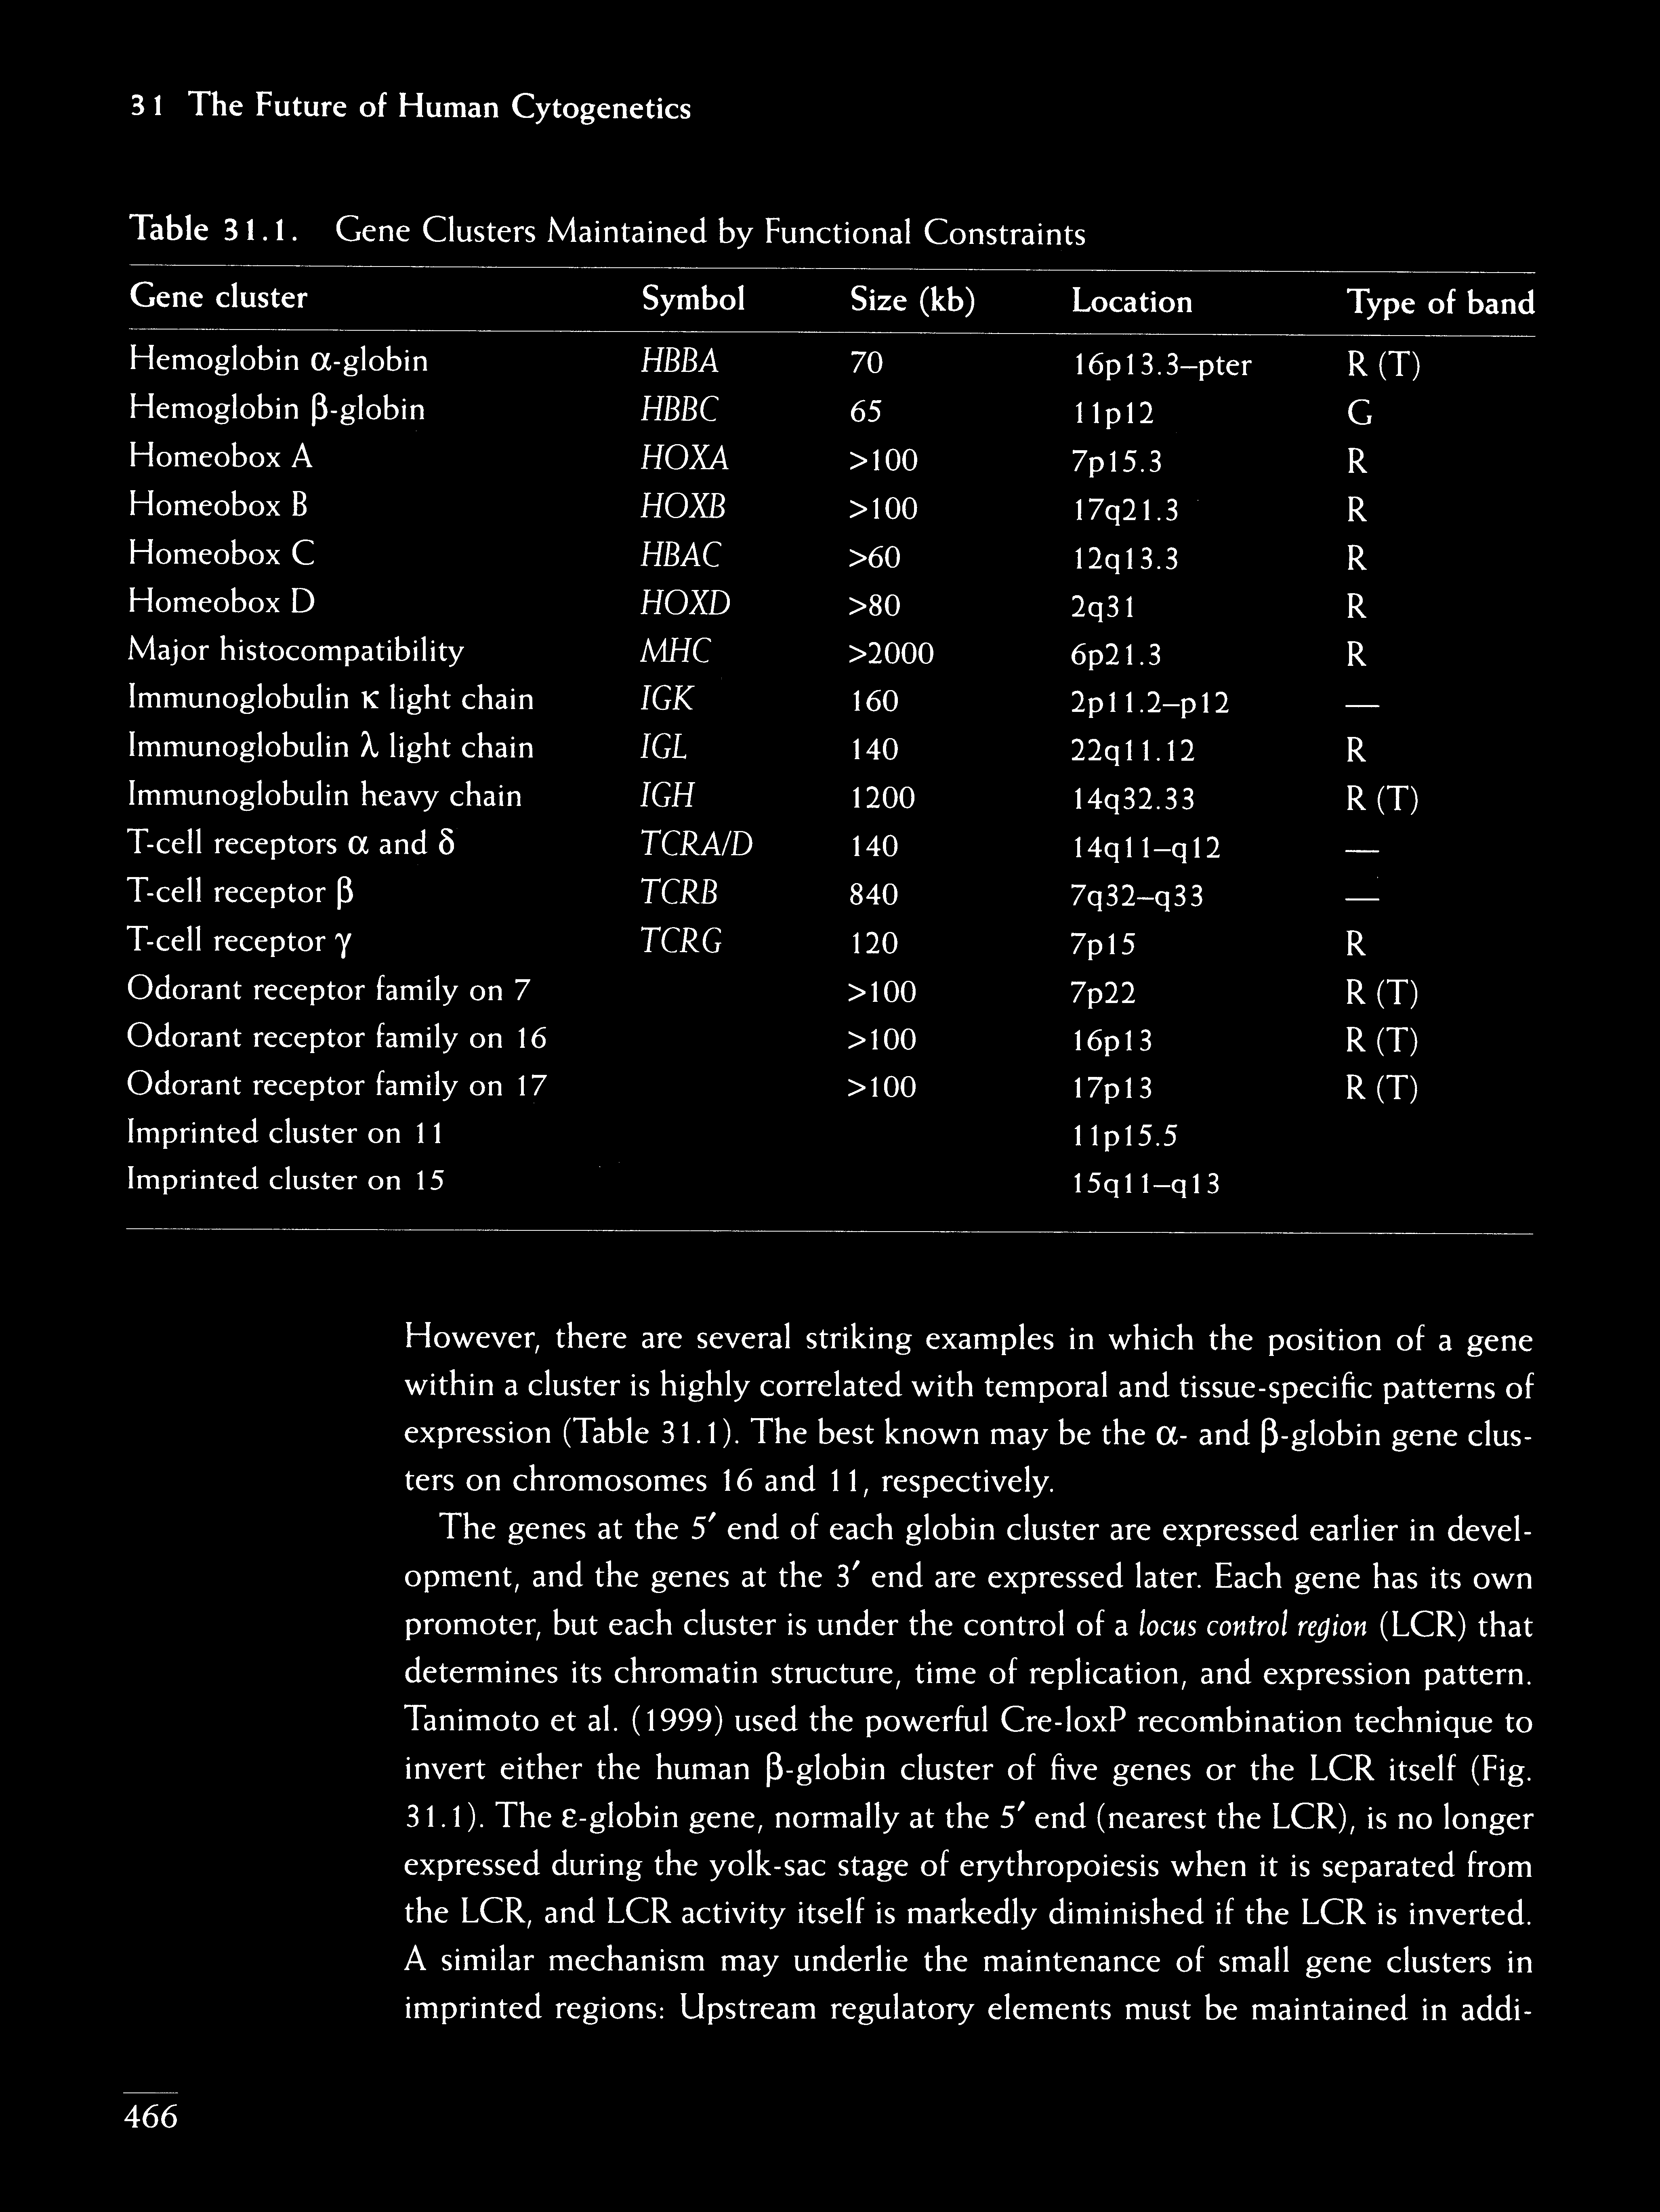 31 The Future of Human Cytogenetics
Table 31.1. Gene Clusters Maintained by Functional Constraints
Gene cluster Symbol Size (kb) Location Type of band
Hemoglobin α-globin HBBA 70 16p13.3–pter R (T)
Hemoglobin β-globin HBBC 65 11p12 G
Homeobox A HOXA >100 7p15.3 R
Homeobox B HOXB >100 17q21.3 R
Homeobox C HBAC >60 12q13.3 R
Homeobox D HOXD >80 2q31 R
Major histocompatibility MHC >2000 6p21.3 R
Immunoglobulin κ light chain IGK 160 2p11.2–p12 —
Immunoglobulin λ light chain IGL 140 22q11.12 R
Immunoglobulin heavy chain IGH 1200 14q32.33 R (T)
T-cell receptors α and δ TCRA/D 140 14q11–q12 —
T-cell receptor β TCRB 840 7q32–q33 —
T-cell receptor γ TCRG 120 7p15 R
Odorant receptor family on 7 >100 7p22 R (T)
Odorant receptor family on 16 >100 16p13 R (T)
Odorant receptor family on 17 >100 17p13 R (T)
Imprinted cluster on 11 11p15.5
Imprinted cluster on 15 15q11–q13
However, there are several striking examples in which the position of a gene
within a cluster is highly correlated with temporal and tissue-specific patterns of
expression (Table 31.1). The best known may be the α- and β-globin gene clus-
ters on chromosomes 16 and 11, respectively.
The genes at the 5′ end of each globin cluster are expressed earlier in devel-
opment, and the genes at the 3′ end are expressed later. Each gene has its own
promoter, but each cluster is under the control of a locus control region (LCR) that
determines its chromatin structure, time of replication, and expression pattern.
Tanimoto et al. (1999) used the powerful Cre-loxP recombination technique to
invert either the human β-globin cluster of five genes or the LCR itself (Fig.
31.1). The ε-globin gene, normally at the 5′ end (nearest the LCR), is no longer
expressed during the yolk-sac stage of erythropoiesis when it is separated from
the LCR, and LCR activity itself is markedly diminished if the LCR is inverted.
A similar mechanism may underlie the maintenance of small gene clusters in
imprinted regions: Upstream regulatory elements must be maintained in addi-
466